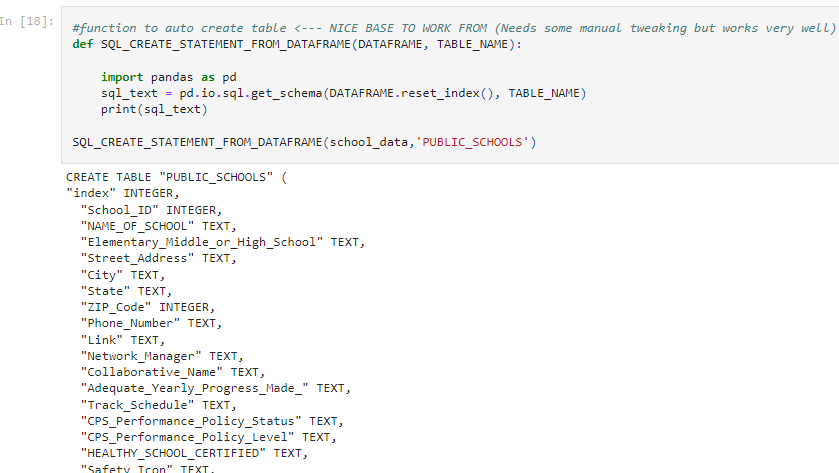 In [18]:
#function to auto create table <--- NICE BASE TO WORK FROM (Needs some manual tweaking but works very well)
def SQL_CREATE_STATEMENT_FROM_DATAFRAME(DATAFRAME, TABLE_NAME):
    import pandas as pd
    sql_text = pd.io.sql.get_schema(DATAFRAME.reset_index(), TABLE_NAME)
    print(sql_text)
SQL_CREATE_STATEMENT_FROM_DATAFRAME(school_data,'PUBLIC_SCHOOLS')
CREATE TABLE "PUBLIC_SCHOOLS" (
"index" INTEGER,
  "School_ID" INTEGER,
  "NAME_OF_SCHOOL" TEXT,
  "Elementary_Middle_or_High_School" TEXT,
  "Street_Address" TEXT,
  "City" TEXT,
  "State" TEXT,
  "ZIP_Code" INTEGER,
  "Phone_Number" TEXT,
  "Link" TEXT,
  "Network_Manager" TEXT,
  "Collaborative_Name" TEXT,
  "Adequate_Yearly_Progress_Made_" TEXT,
  "Track_Schedule" TEXT,
  "CPS_Performance_Policy_Status" TEXT,
  "CPS_Performance_Policy_Level" TEXT,
  "HEALTHY_SCHOOL_CERTIFIED" TEXT,
  "Safety_Icon" TEXT,